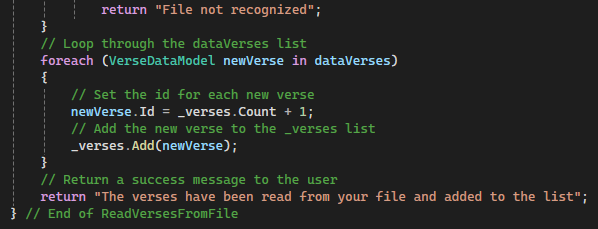 return "File not recognized";
}
// Loop through the dataVerses list
foreach (VerseDataModel newVerse in dataVerses)
{
// Set the id for each new verse
newVerse.Id = _verses.Count + 1;
// Add the new verse to the _verses list
_verses.Add(newVerse);
}
// Return a success message to the user
return "The verses have been read from your file and added to the list";
} // End of ReadVersesFromFile